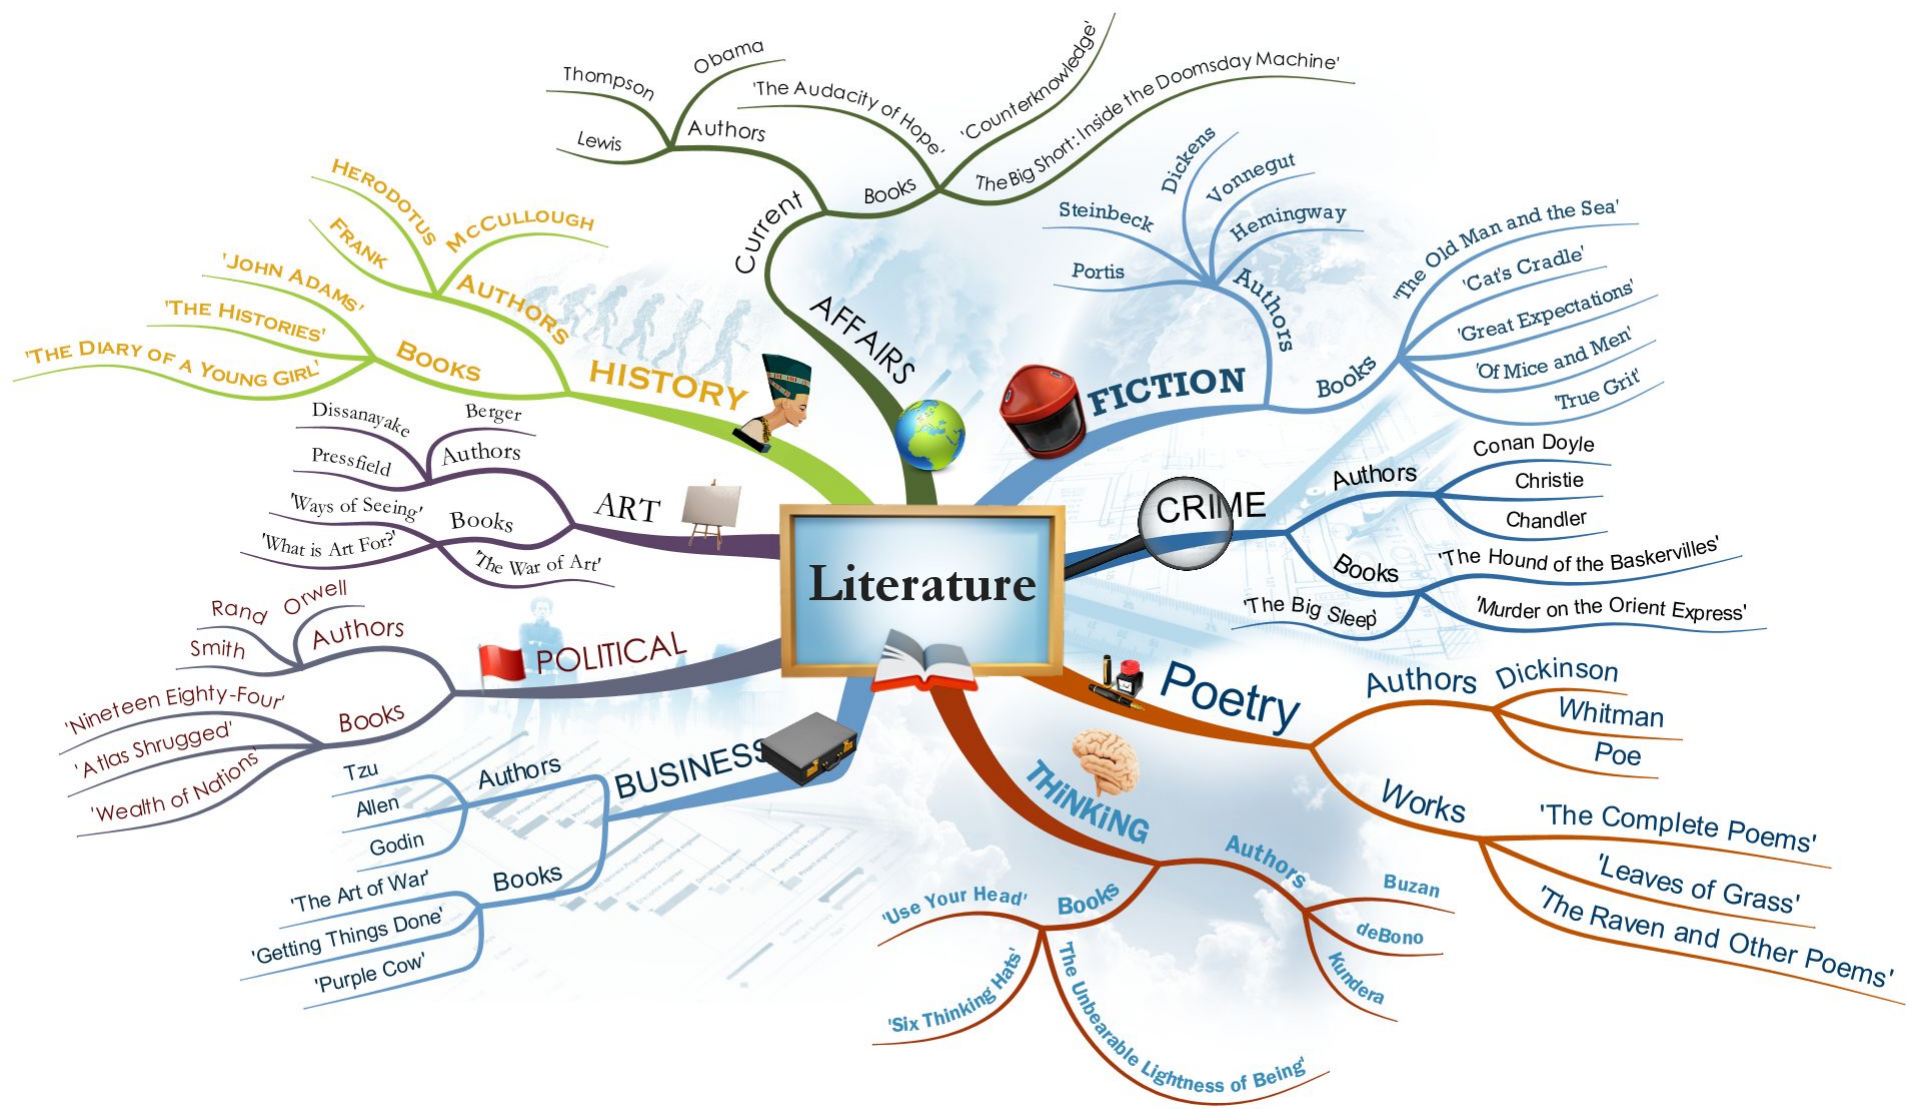 Literature
Current
AFFAIRS
Authors
Thompson
Obama
Lewis
Books
'The Audacity of Hope'
'Counterknowledge'
'The Big Short: Inside the Doomsday Machine'
FICTION
Authors
Dickens
Vonnegut
Hemingway
Steinbeck
Portis
Books
'The Old Man and the Sea'
'Cat's Cradle'
'Great Expectations'
'Of Mice and Men'
'True Grit'
CRIME
Authors
Conan Doyle
Christie
Chandler
Books
'The Hound of the Baskervilles'
'Murder on the Orient Express'
'The Big Sleep'
Poetry
Authors
Dickinson
Whitman
Poe
Works
'The Complete Poems'
'Leaves of Grass'
'The Raven and Other Poems'
THiNKiNG
Authors
Buzan
deBono
Kundera
Books
'Use Your Head'
'Six Thinking Hats'
'The Unbearable Lightness of Being'
BUSINESS
Authors
Tzu
Allen
Godin
Books
'The Art of War'
'Getting Things Done'
'Purple Cow'
POLITICAL
Authors
Rand
Orwell
Smith
Books
'Nineteen Eighty-Four'
'Atlas Shrugged'
'Wealth of Nations'
ART
Authors
Dissanayake
Berger
Pressfield
Books
'Ways of Seeing'
'What is Art For?'
'The War of Art'
HISTORY
AUTHORS
HERODOTUS
MCCULLOUGH
FRANK
BOOKS
'JOHN ADAMS'
'THE HISTORIES'
'THE DIARY OF A YOUNG GIRL'